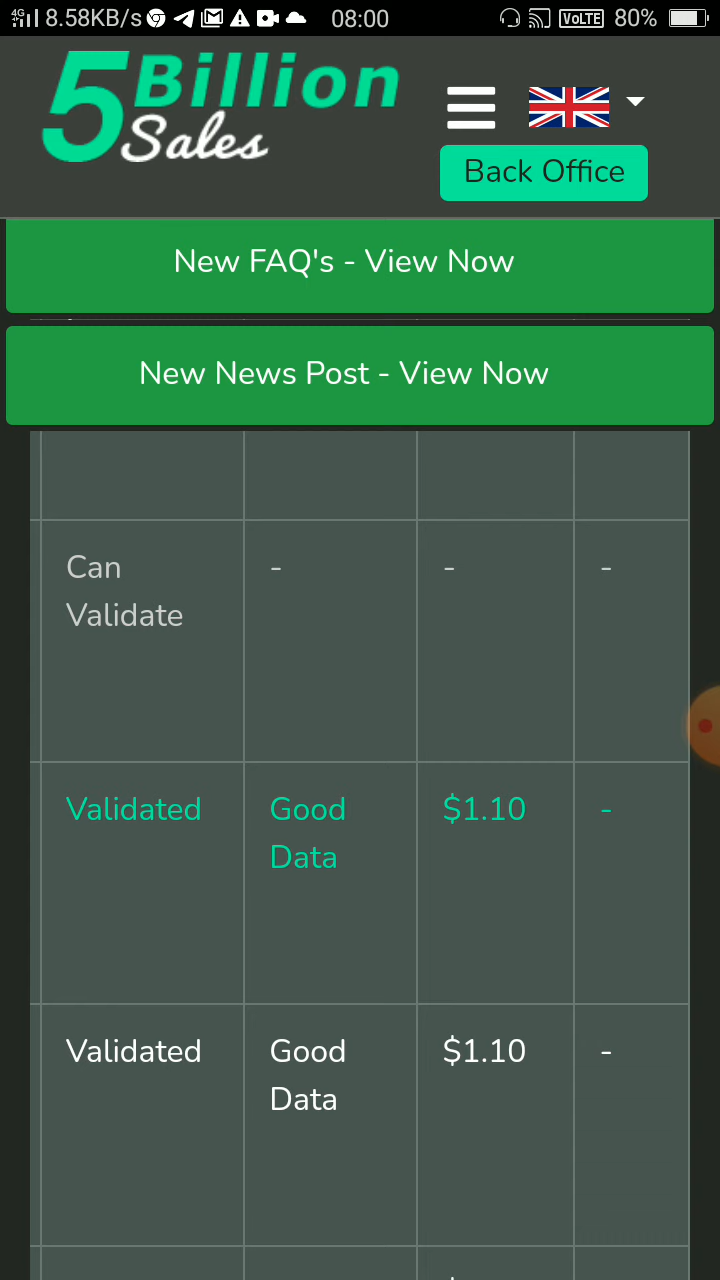 4G 8.58KB/s 08:00 VoLTE 80%
5 Billion
Sales
Back Office
New FAQ's - View Now
New News Post - View Now
Can - - -
Validate
Validated Good $1.10 -
Data
Validated Good $1.10 -
Data